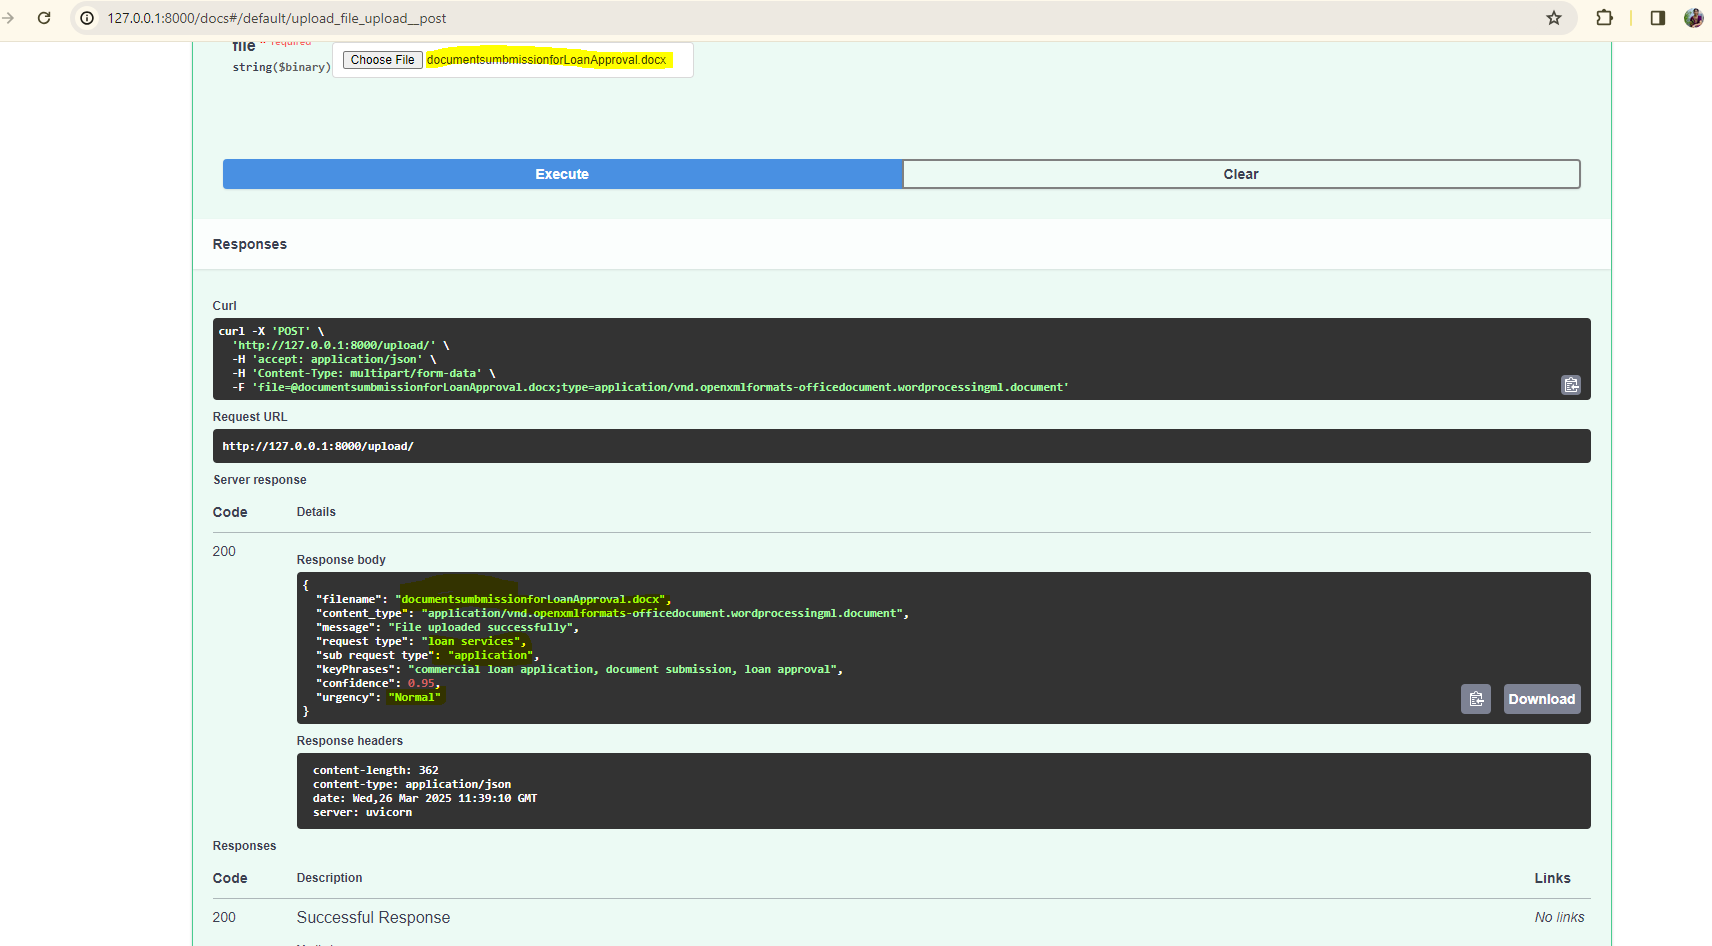 127.0.0.1:8000/docs#/default/upload_file_upload__post
file * required
string($binary)
Choose File documentsumbmissionforLoanApproval.docx
Execute
Clear
Responses
Curl
curl -X 'POST' \
'http://127.0.0.1:8000/upload/' \
-H 'accept: application/json' \
-H 'Content-Type: multipart/form-data' \
-F 'file=@documentsumbmissionforLoanApproval.docx;type=application/vnd.openxmlformats-officedocument.wordprocessingml.document'
Request URL
http://127.0.0.1:8000/upload/
Server response
Code Details
200
Response body
{
"filename": "documentsumbmissionforLoanApproval.docx",
"content_type": "application/vnd.openxmlformats-officedocument.wordprocessingml.document",
"message": "File uploaded successfully",
"request type": "loan services",
"sub request type": "application",
"keyPhrases": "commercial loan application, document submission, loan approval",
"confidence": 0.95,
"urgency": "Normal"
}
Download
Response headers
content-length: 362
content-type: application/json
date: Wed,26 Mar 2025 11:39:10 GMT
server: uvicorn
Responses
Code Description Links
200 Successful Response No links